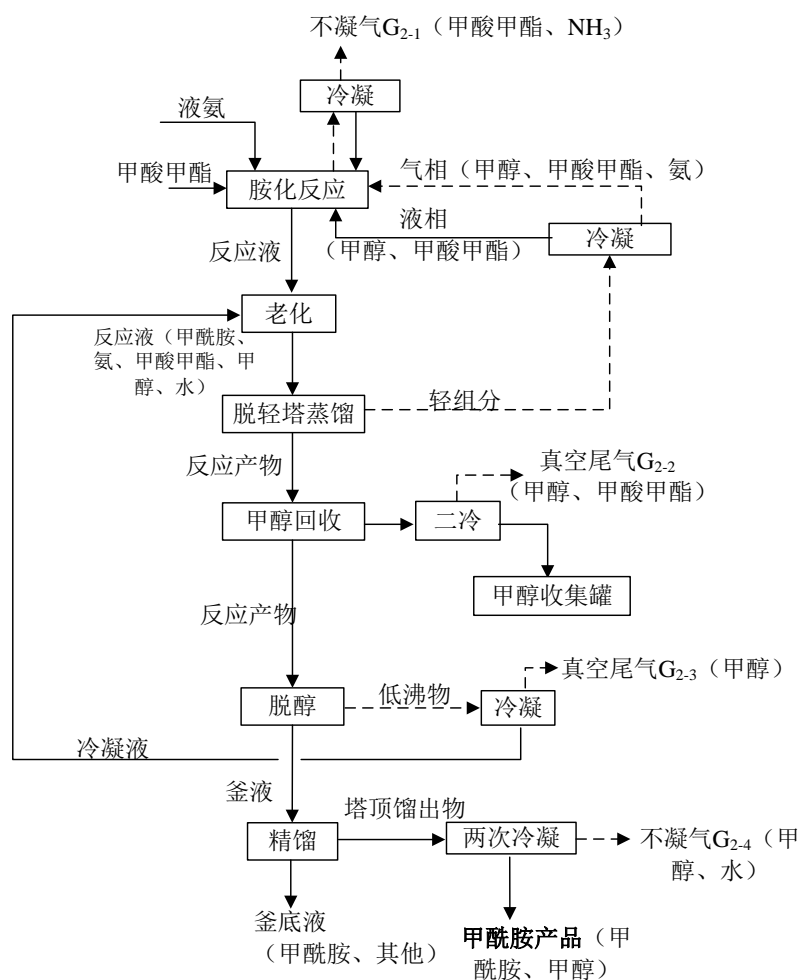 不凝气G2-1（甲酸甲酯、NH3）
冷凝
液氨
甲酸甲酯
胺化反应
气相（甲醇、甲酸甲酯、氨）
液相
（甲醇、甲酸甲酯）
冷凝
反应液
老化
反应液（甲酰胺、
氨、甲酸甲酯、甲
醇、水）
脱轻塔蒸馏
轻组分
反应产物
真空尾气G2-2
（甲醇、甲酸甲酯）
甲醇回收
二冷
甲醇收集罐
反应产物
真空尾气G2-3（甲醇）
脱醇
低沸物
冷凝
冷凝液
釜液
塔顶馏出物
精馏
两次冷凝
不凝气G2-4（甲
醇、水）
釜底液
（甲酰胺、其他）
甲酰胺产品（甲
酰胺、甲醇）